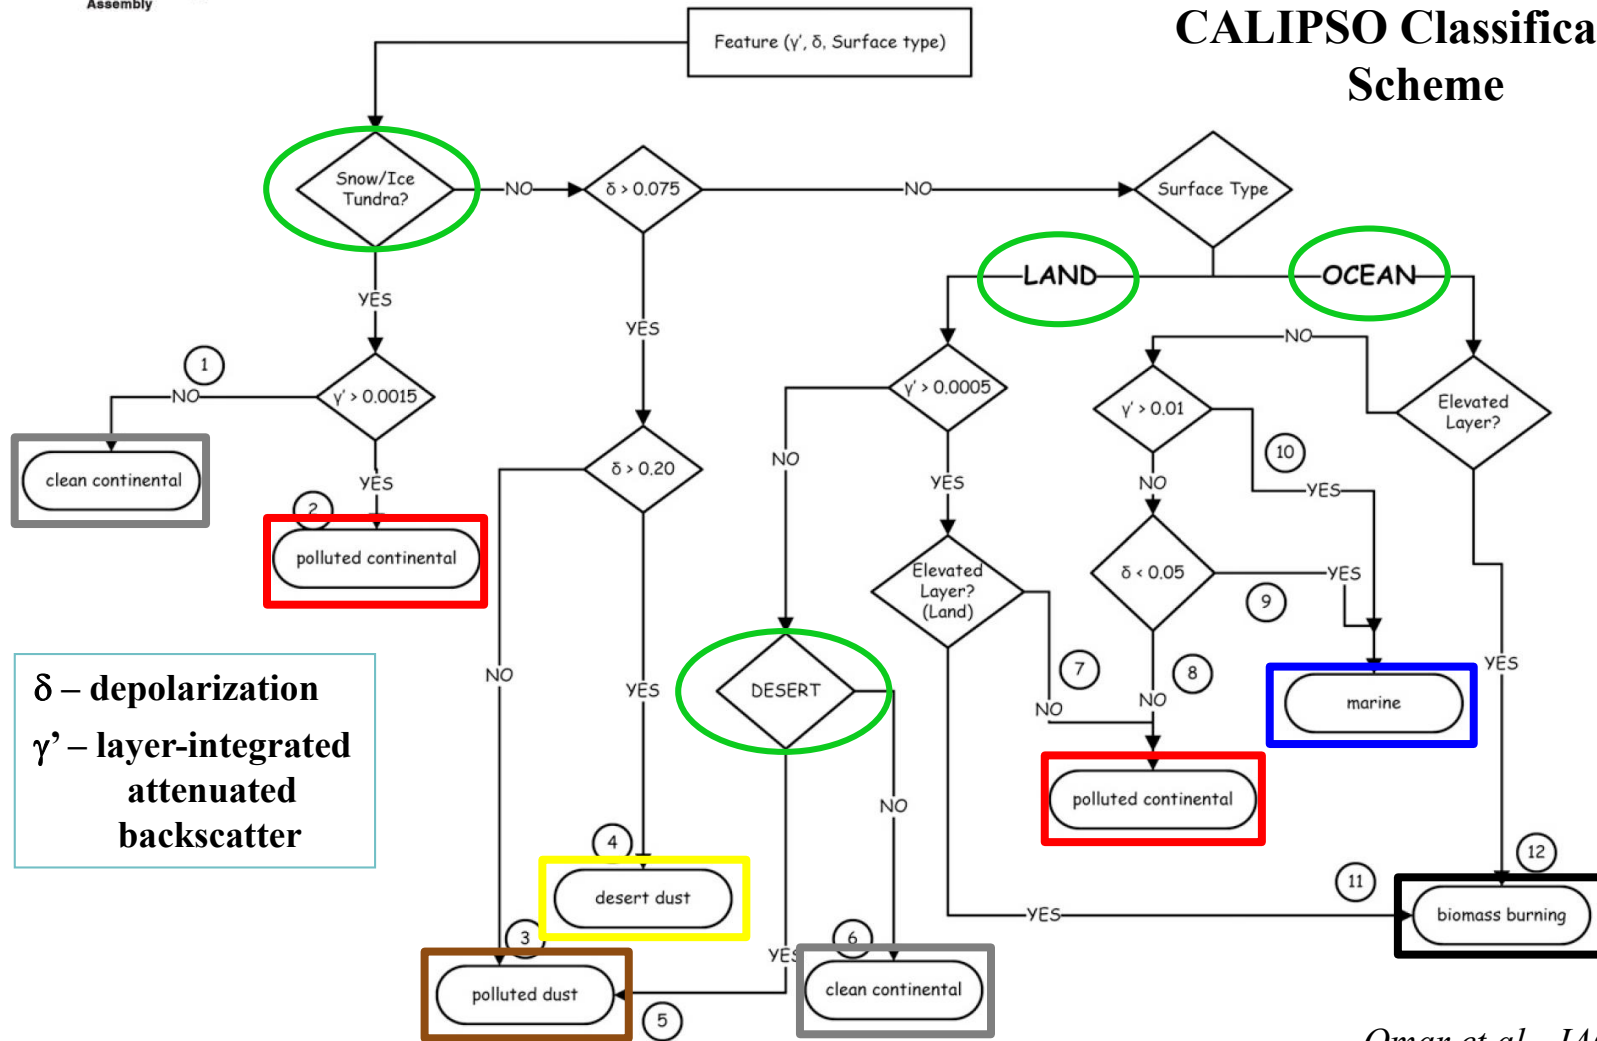 Assembly
CALIPSO Classifica
Scheme
Feature (γ', δ, Surface type)
Snow/Ice
Tundra?
NO
δ > 0.075
NO
Surface Type
LAND
OCEAN
YES
YES
NO
1
NO
γ' > 0.0015
γ' > 0.0005
γ' > 0.01
Elevated
Layer?
clean continental
YES
2
polluted continental
δ > 0.20
NO
YES
NO
10
YES
Elevated
Layer?
(Land)
δ < 0.05
YES
9
δ – depolarization
γ' – layer-integrated
attenuated
backscatter
NO
YES
DESERT
7
NO
8
NO
YES
marine
polluted continental
NO
4
desert dust
11
12
YES
biomass burning
3
YES
6
polluted dust
5
clean continental
Omar et al.